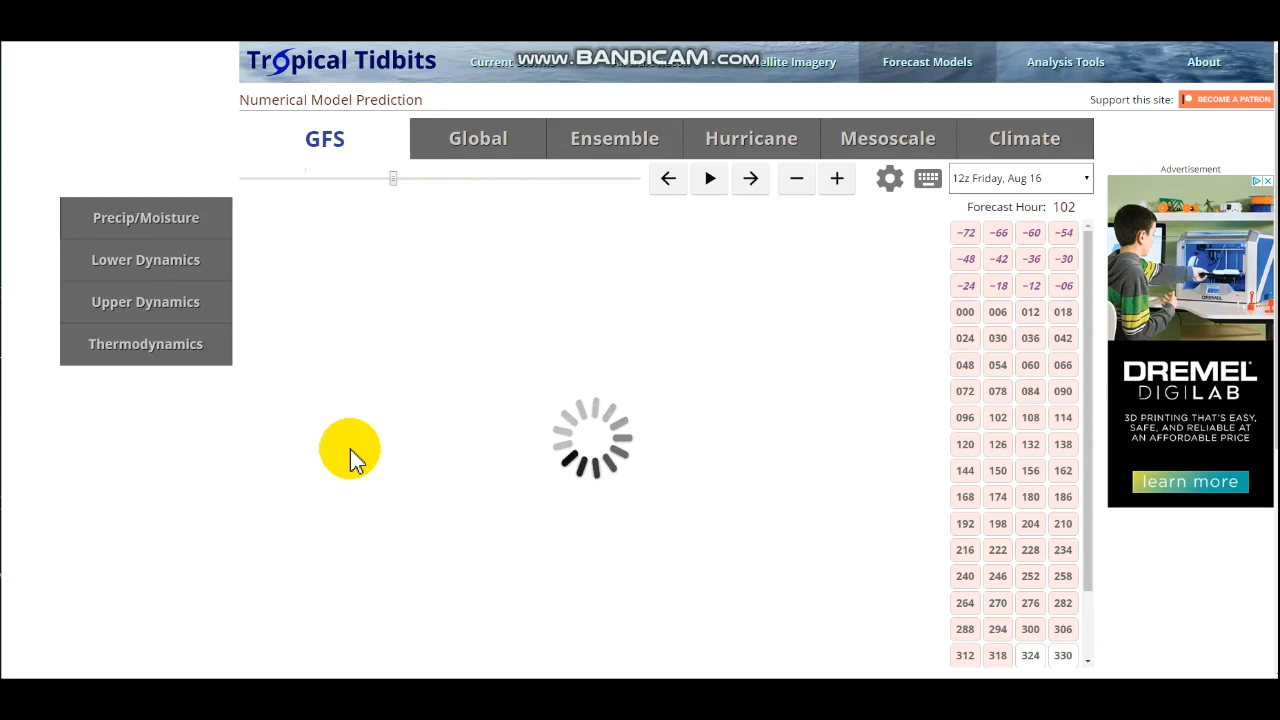 Tropical Tidbits
www.BANDICAM.com
Current
ellite Imagery
Forecast Models
Analysis Tools
About
Numerical Model Prediction
Support this site:
BECOME A PATRON
GFS
Global
Ensemble
Hurricane
Mesoscale
Climate
12z Friday, Aug 16
Forecast Hour: 102
Precip/Moisture
Lower Dynamics
Upper Dynamics
Thermodynamics
−72 −66 −60 −54
−48 −42 −36 −30
−24 −18 −12 −06
000 006 012 018
024 030 036 042
048 054 060 066
072 078 084 090
096 102 108 114
120 126 132 138
144 150 156 162
168 174 180 186
192 198 204 210
216 222 228 234
240 246 252 258
264 270 276 282
288 294 300 306
312 318 324 330
Advertisement
DREMEL
DREMEL
DIGILAB
3D PRINTING THAT'S EASY,
SAFE, AND RELIABLE AT
AN AFFORDABLE PRICE
learn more